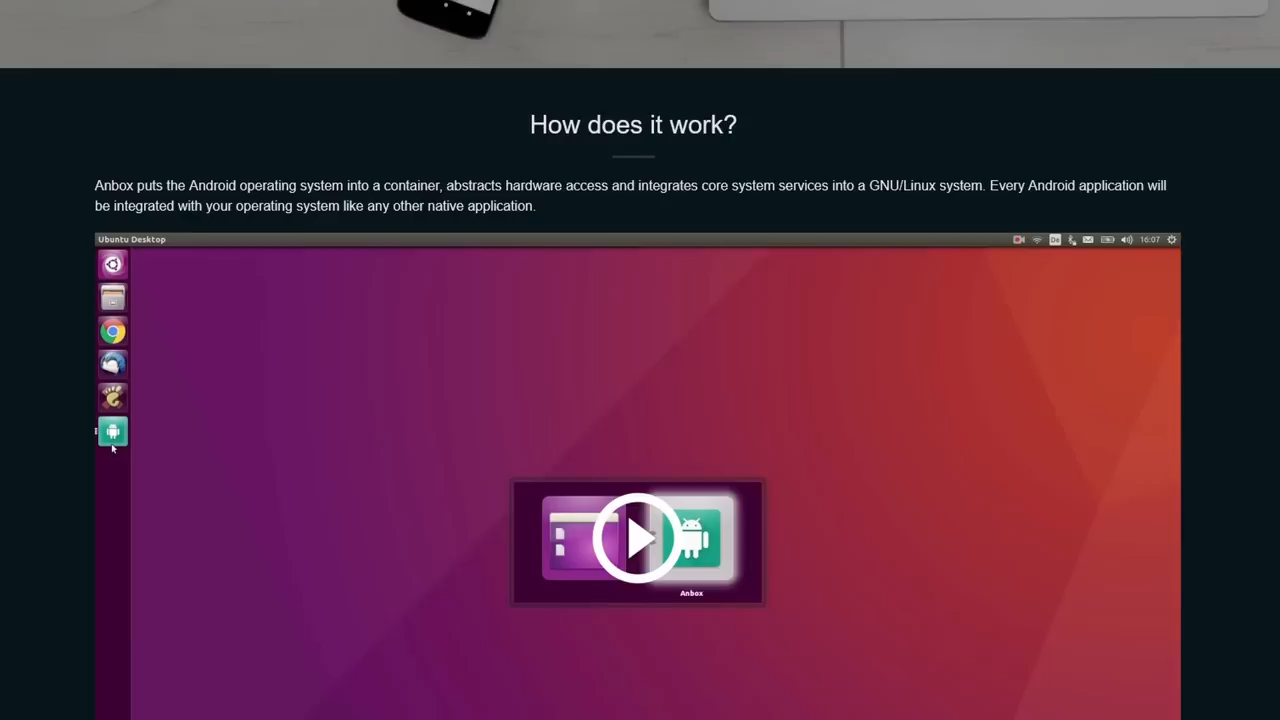 How does it work?
Anbox puts the Android operating system into a container, abstracts hardware access and integrates core system services into a GNU/Linux system. Every Android application will
be integrated with your operating system like any other native application.
Ubuntu Desktop
De
16:07
Anbox